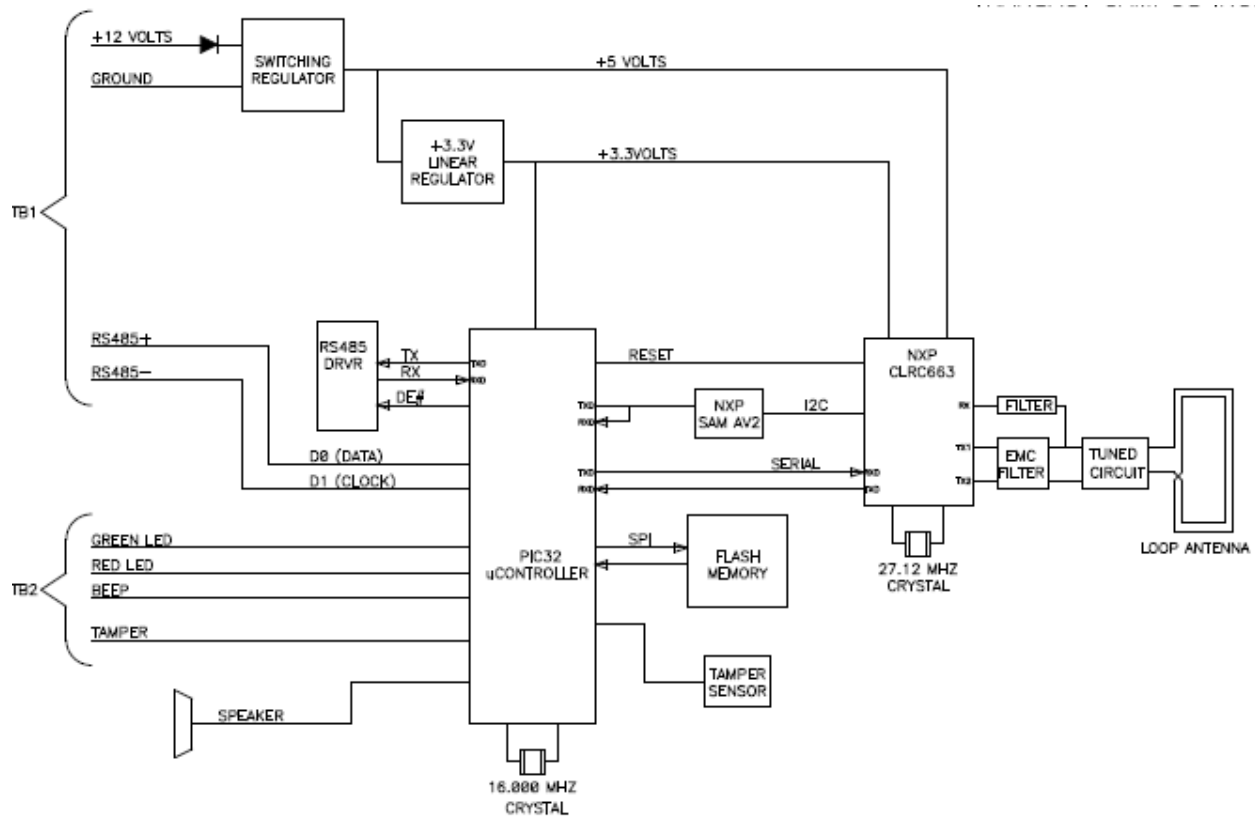 +12 VOLTS
GROUND
SWITCHING
REGULATOR
+5 VOLTS
+3.3V
LINEAR
REGULATOR
+3.3VOLTS
TB1
RS485+
RS485-
RS485
DRVR
TX
RX
DE#
TXD
RXD
D0 (DATA)
D1 (CLOCK)
RESET
NXP
CLRC663
TXD
RXD
NXP
SAM AV2
I2C
TXD
RXD
SERIAL
RXD
TXD
RX
TX1
TX2
FILTER
EMC
FILTER
TUNED
CIRCUIT
LOOP ANTENNA
27.12 MHZ
CRYSTAL
TB2
GREEN LED
RED LED
BEEP
TAMPER
PIC32
uCONTROLLER
SPI
FLASH
MEMORY
TAMPER
SENSOR
SPEAKER
16.000 MHZ
CRYSTAL